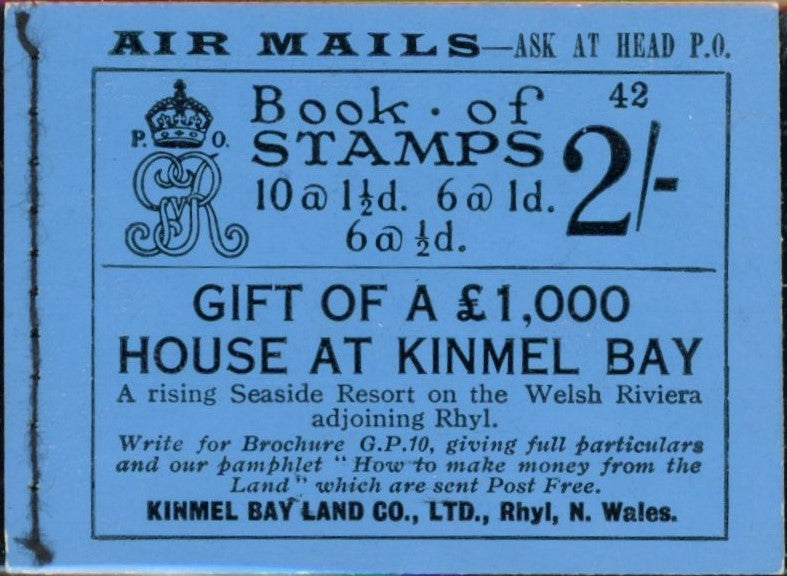 AIR MAILS—ASK AT HEAD P.O.
P. O.
GR
Book · of
STAMPS
10 @ 1½d. 6 @ 1d.
6 @ ½d.
42
2/-
GIFT OF A £1,000
HOUSE AT KINMEL BAY
A rising Seaside Resort on the Welsh Riviera
adjoining Rhyl.
Write for Brochure G.P.10, giving full particulars
and our pamphlet "How to make money from the
Land" which are sent Post Free.
KINMEL BAY LAND CO., LTD., Rhyl, N. Wales.